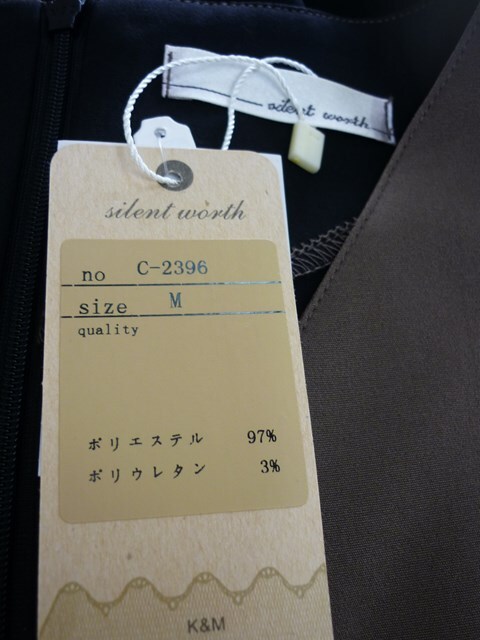 silent worth
silent worth
no C-2396
size M
quality
ポリエステル 97%
ポリウレタン 3%
K&M